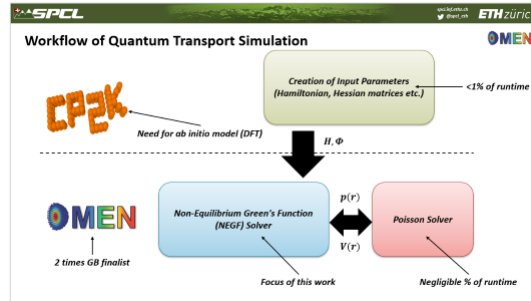 SPCL
spcl.inf.ethz.ch
@spcl_eth
ETH zürich
Workflow of Quantum Transport Simulation
OMEN
Creation of Input Parameters
(Hamiltonian, Hessian matrices etc.)
<1% of runtime
CP2K
Need for ab initio model (DFT)
H, Φ
OMEN
Non-Equilibrium Green's Function
(NEGF) Solver
p(r)
V(r)
Poisson Solver
2 times GB finalist
Focus of this work
Negligible % of runtime